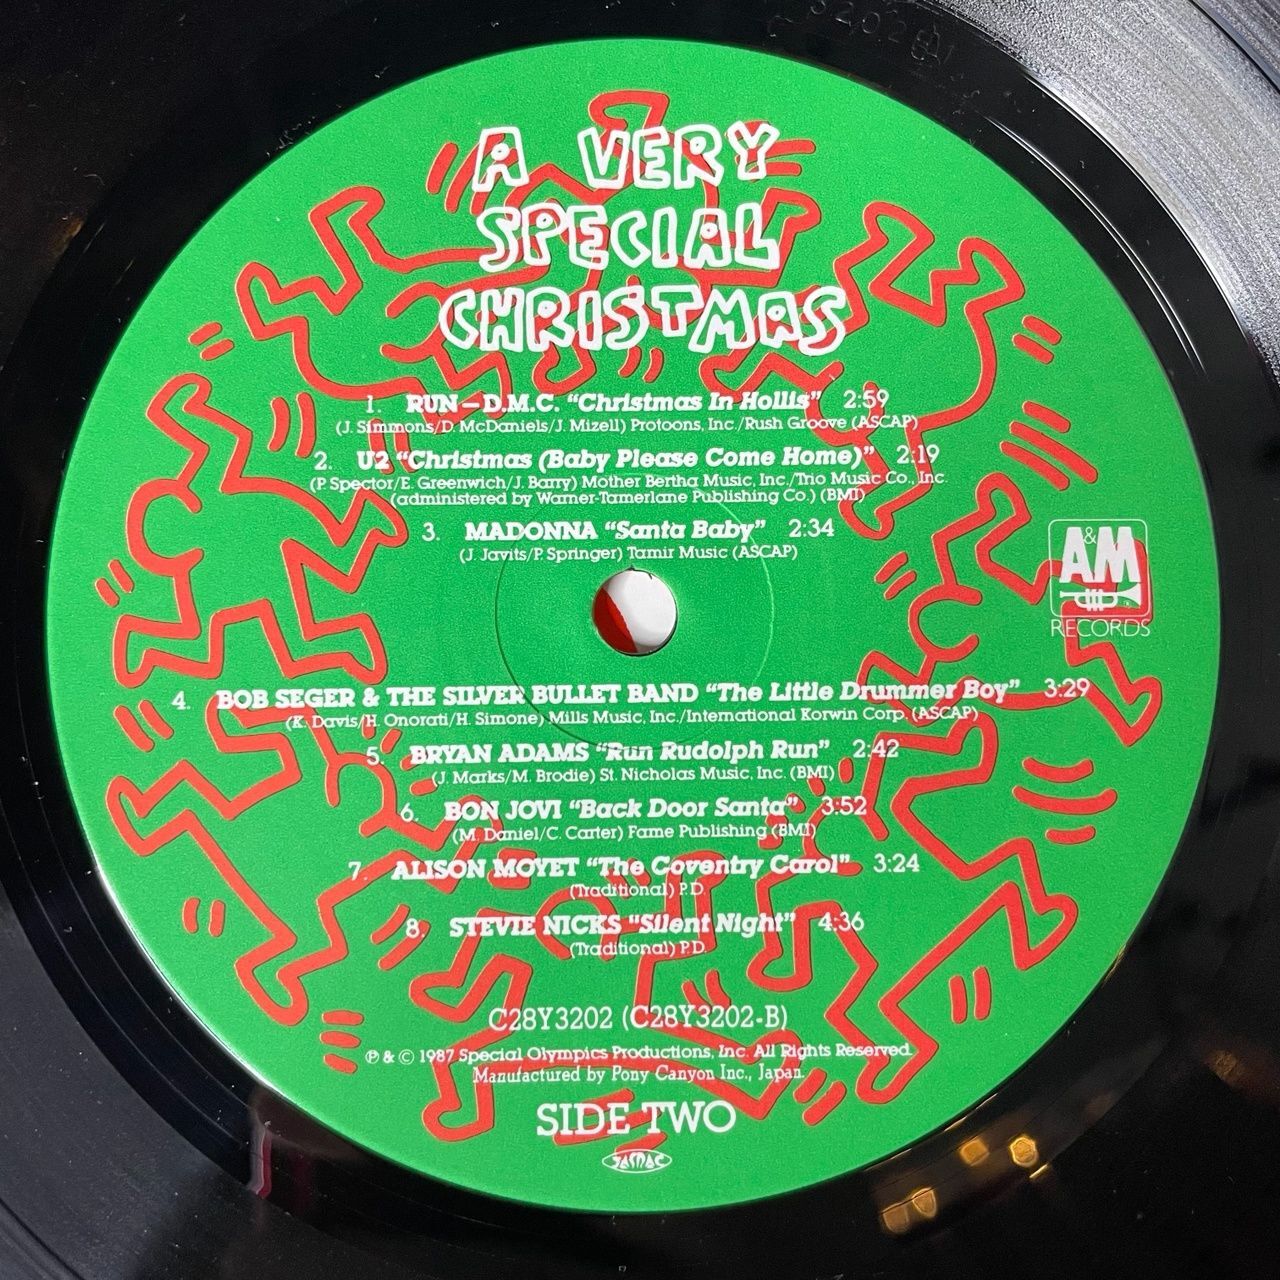 3202B1
A VERY
SPECIAL
CHRISTMAS
1. RUN–D.M.C. “Christmas In Hollis” 2:59
(J. Simmons/D. McDaniels/J. Mizell) Protoons, Inc./Rush Groove (ASCAP)
2. U2 “Christmas (Baby Please Come Home)” 2:19
(P. Spector/E. Greenwich/J. Barry) Mother Bertha Music, Inc./Trio Music Co., Inc.
(administered by Warner-Tamerlane Publishing Co.) (BMI)
3. MADONNA “Santa Baby” 2:34
(J. Javits/P. Springer) Tamir Music (ASCAP)
A&M
RECORDS
4. BOB SEGER & THE SILVER BULLET BAND “The Little Drummer Boy” 3:29
(K. Davis/H. Onorati/H. Simone) Mills Music, Inc./International Korwin Corp. (ASCAP)
5. BRYAN ADAMS “Run Rudolph Run” 2:42
(J. Marks/M. Brodie) St. Nicholas Music, Inc. (BMI)
6. BON JOVI “Back Door Santa” 3:52
(M. Daniel/C. Carter) Fame Publishing (BMI)
7. ALISON MOYET “The Coventry Carol” 3:24
(Traditional) P.D.
8. STEVIE NICKS “Silent Night” 4:36
(Traditional) P.D.
C28Y3202 (C28Y3202-B)
℗ & © 1987 Special Olympics Productions, Inc. All Rights Reserved.
Manufactured by Pony Canyon Inc., Japan.
SIDE TWO
JASRAC